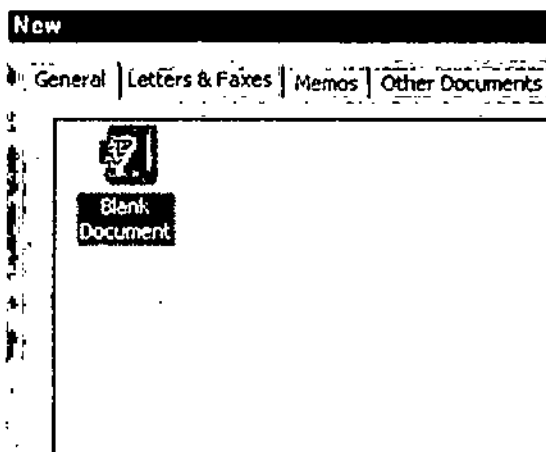 New
General Letters & Faxes Memos Other Documents
Blank
Document